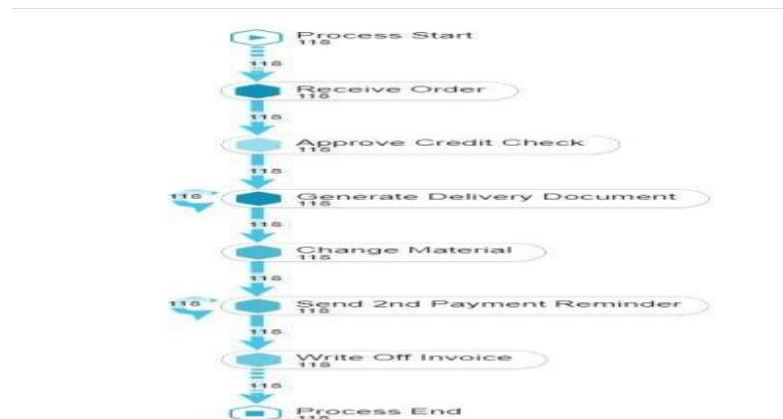 Process Start
118
118
Receive Order
118
118
Approve Credit Check
118
118
118 Generate Delivery Document
118
118
Change Material
118
118
118 Send 2nd Payment Reminder
118
118
Write Off Invoice
118
118
Process End
118